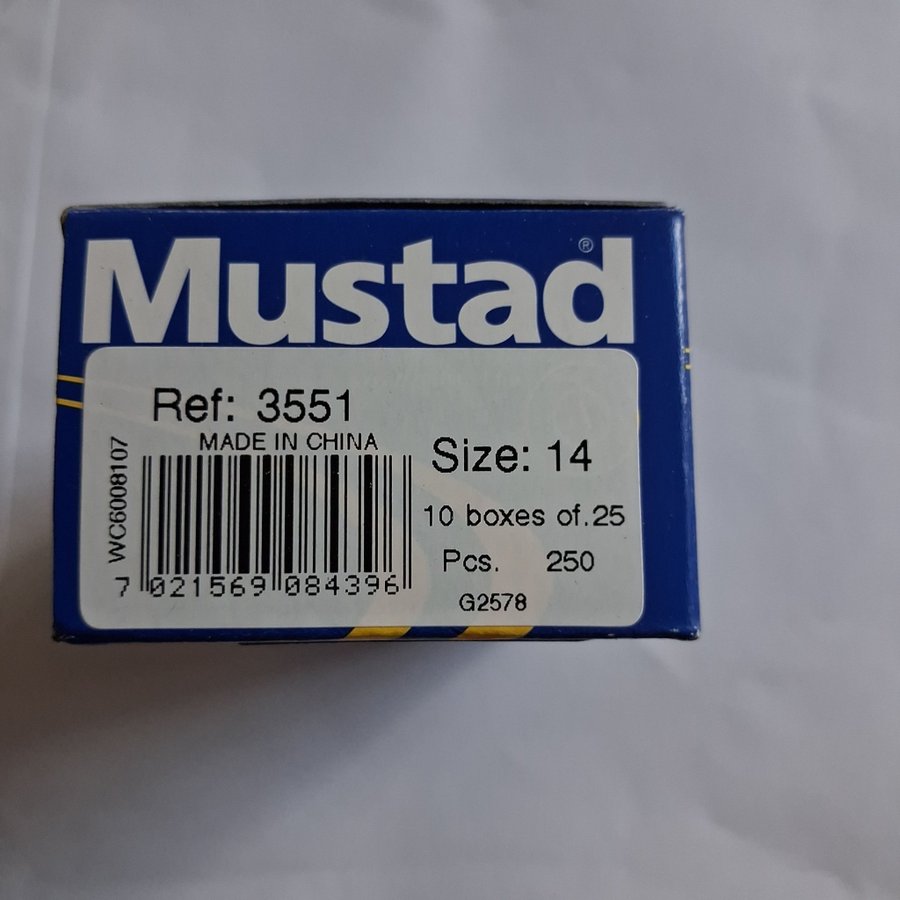 Mustad®
Ref: 3551
MADE IN CHINA
Size: 14
WC6008107
10 boxes of.25
Pcs. 250
7 021569 084396
G2578